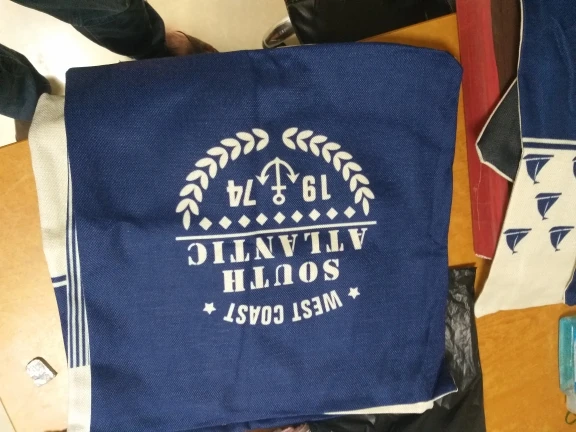 WEST COAST
SOUTH
ATLANTIC
19 74